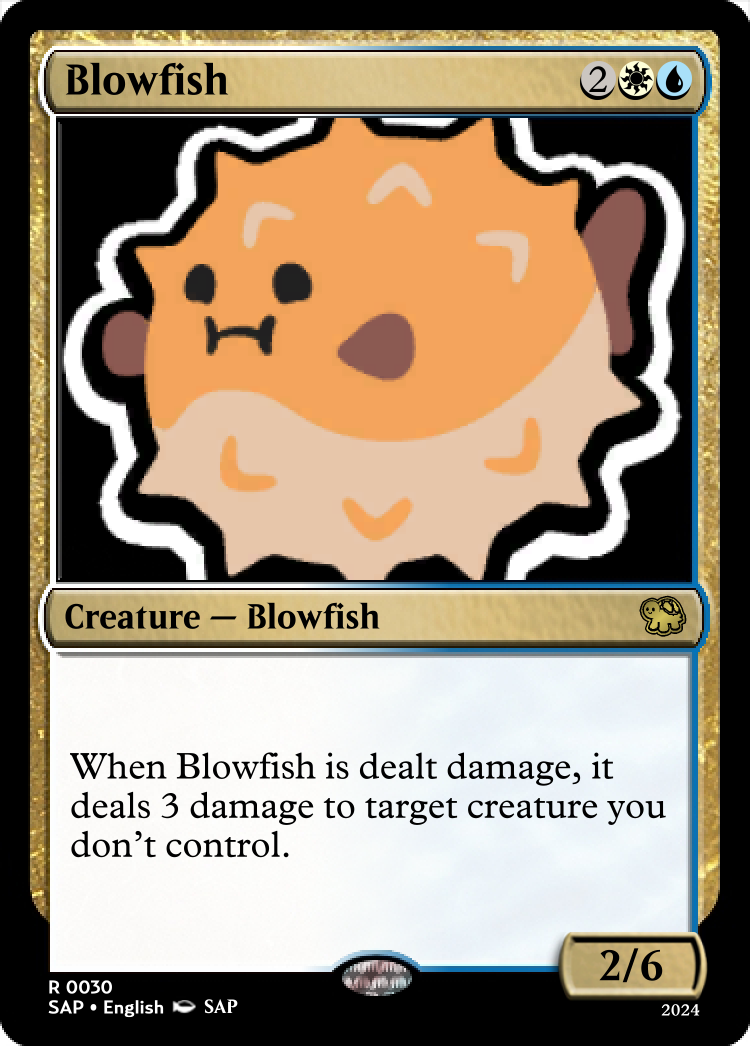 Blowfish 2
Creature — Blowfish
When Blowfish is dealt damage, it
deals 3 damage to target creature you
don't control.
2/6
R 0030
SAP • English SAP
2024